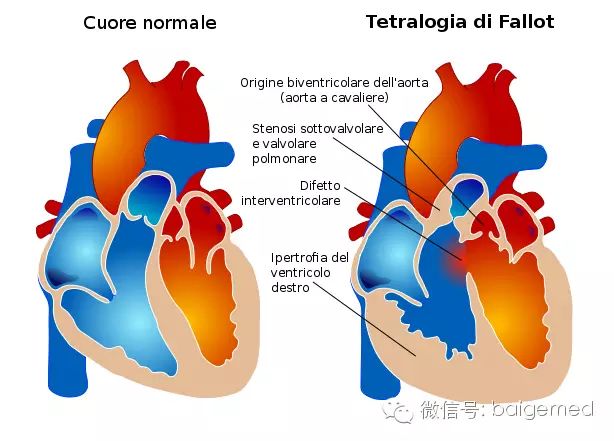 Cuore normale
Tetralogia di Fallot
Origine biventricolare dell'aorta
(aorta a cavaliere)
Stenosi sottovalvolare
e valvolare
polmonare
Difetto
interventricolare
Ipertrofia del
ventricolo
destro
微信号: baigemed